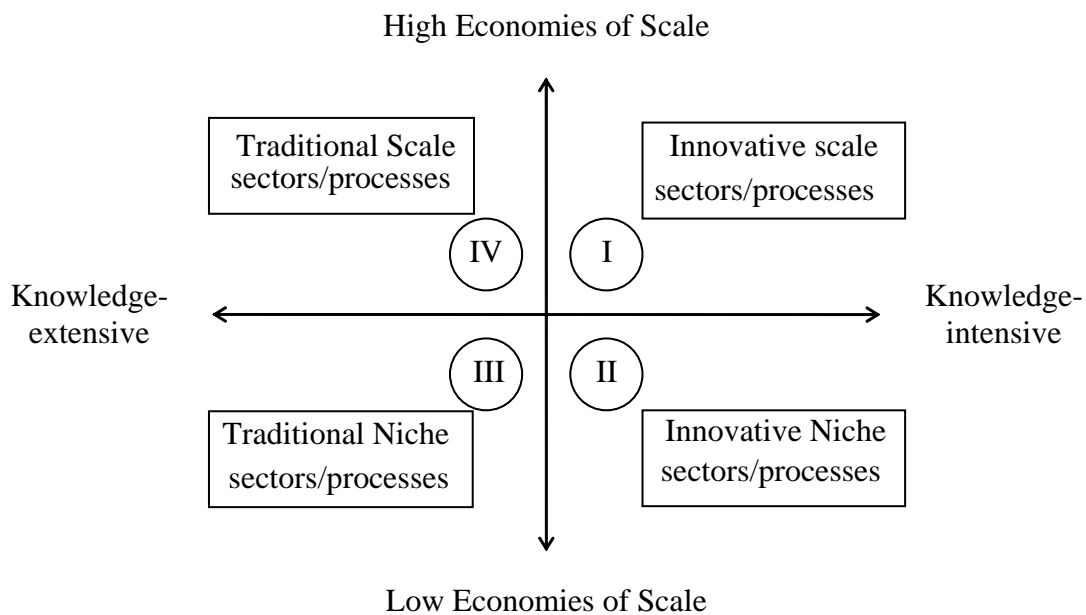 High Economies of Scale
Traditional Scale
sectors/processes
Innovative scale
sectors/processes
IV
I
Knowledge-
extensive
Knowledge-
intensive
III
II
Traditional Niche
sectors/processes
Innovative Niche
sectors/processes
Low Economies of Scale